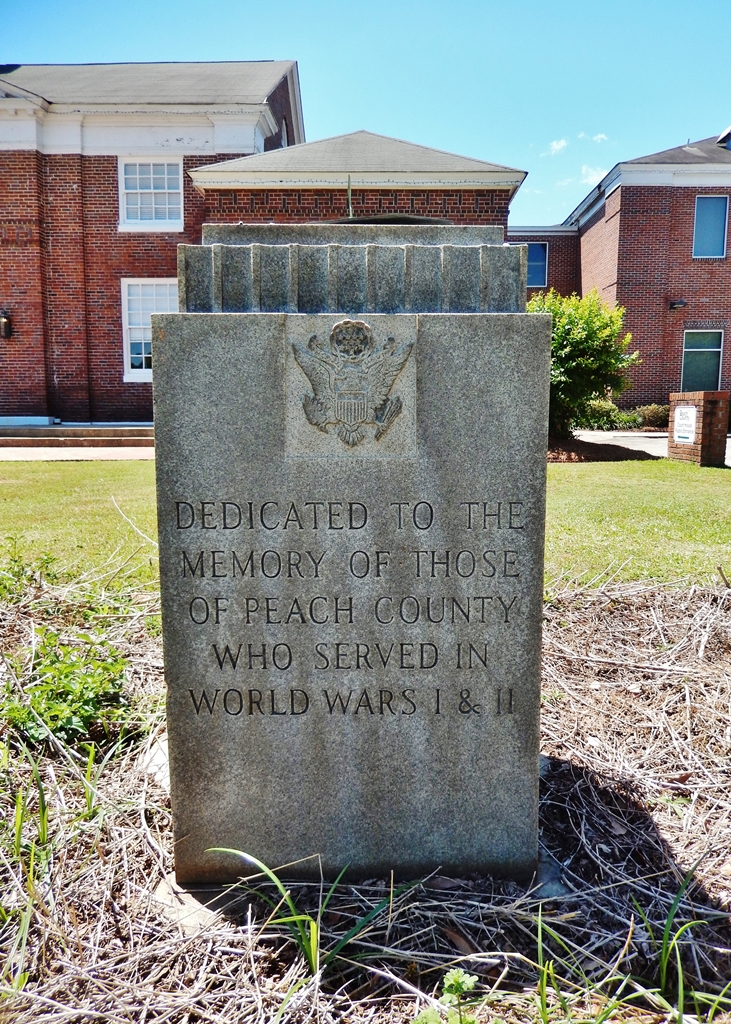 DEDICATED TO THE
MEMORY OF THOSE
OF PEACH COUNTY
WHO SERVED IN
WORLD WARS I & II